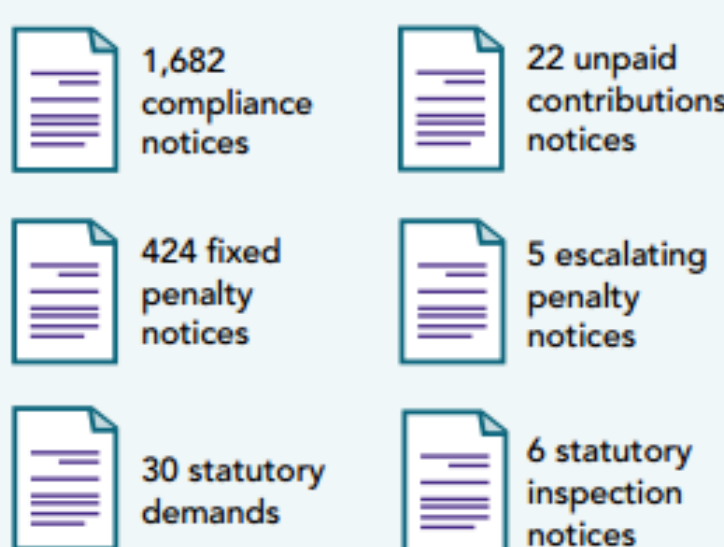 1,682
compliance
notices
22 unpaid
contributions
notices
424 fixed
penalty
notices
5 escalating
penalty
notices
30 statutory
demands
6 statutory
inspection
notices